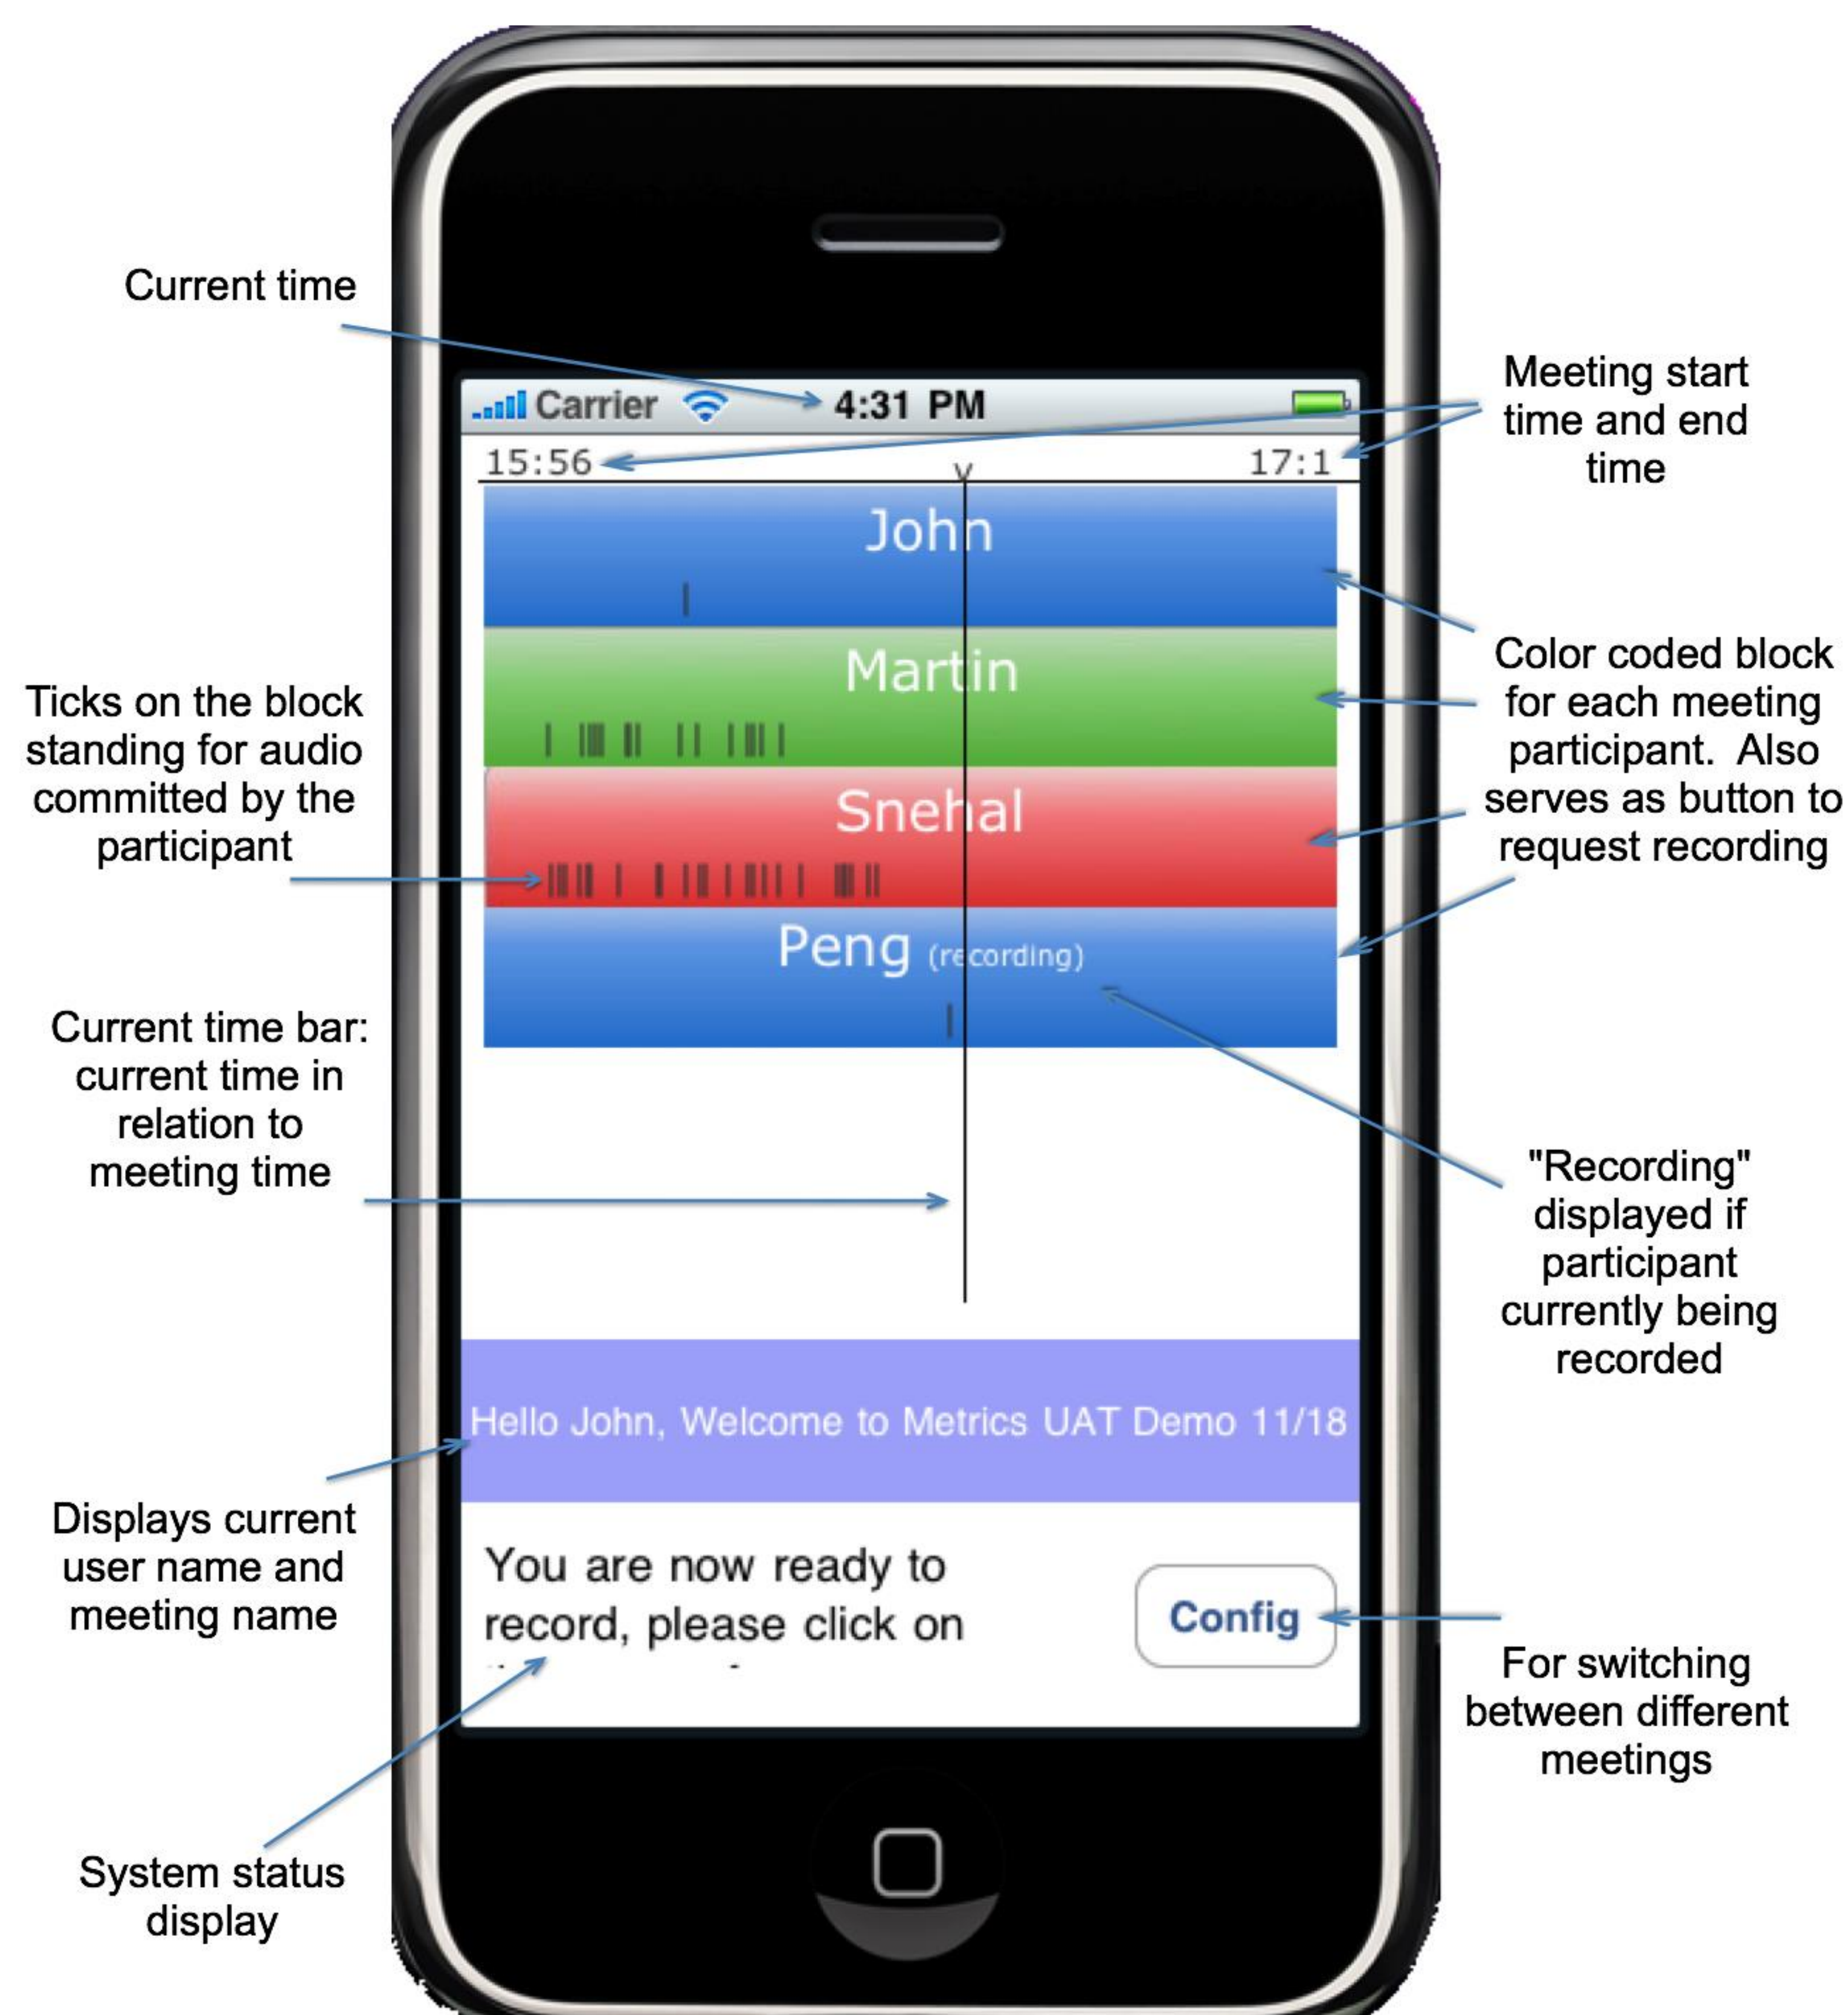 Current time
Carrier 4:31 PM
Meeting start
time and end
time
15:56 v 17:1
John
Martin
Snehal
Peng (recording)
Ticks on the block
standing for audio
committed by the
participant
Color coded block
for each meeting
participant. Also
serves as button to
request recording
Current time bar:
current time in
relation to
meeting time
"Recording"
displayed if
participant
currently being
recorded
Hello John, Welcome to Metrics UAT Demo 11/18
Displays current
user name and
meeting name
You are now ready to
record, please click on
Config
For switching
between different
meetings
System status
display